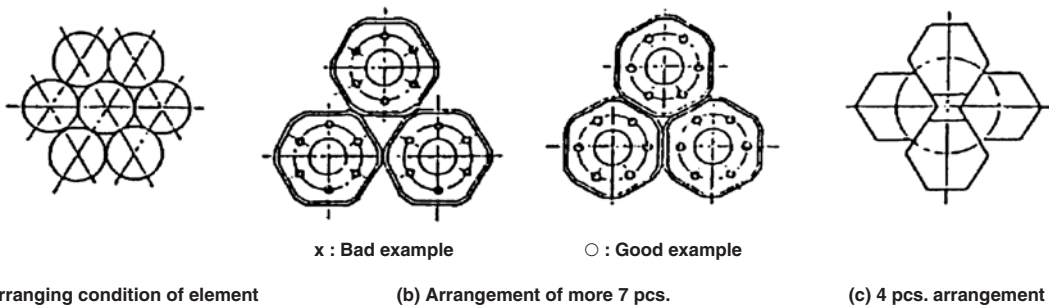 x : Bad example
○ : Good example
rranging condition of element
(b) Arrangement of more 7 pcs.
(c) 4 pcs. arrangement